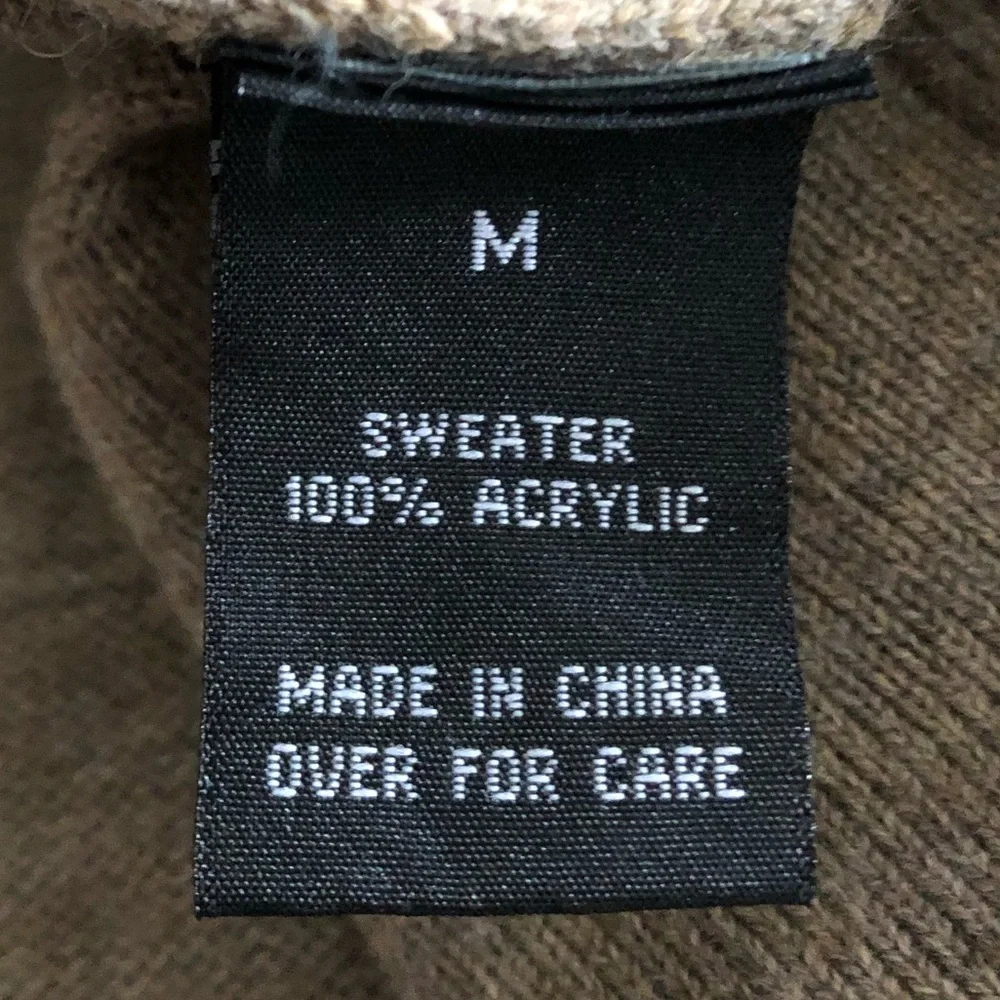 M
SWEATER
100% ACRYLIC
MADE IN CHINA
OVER FOR CARE